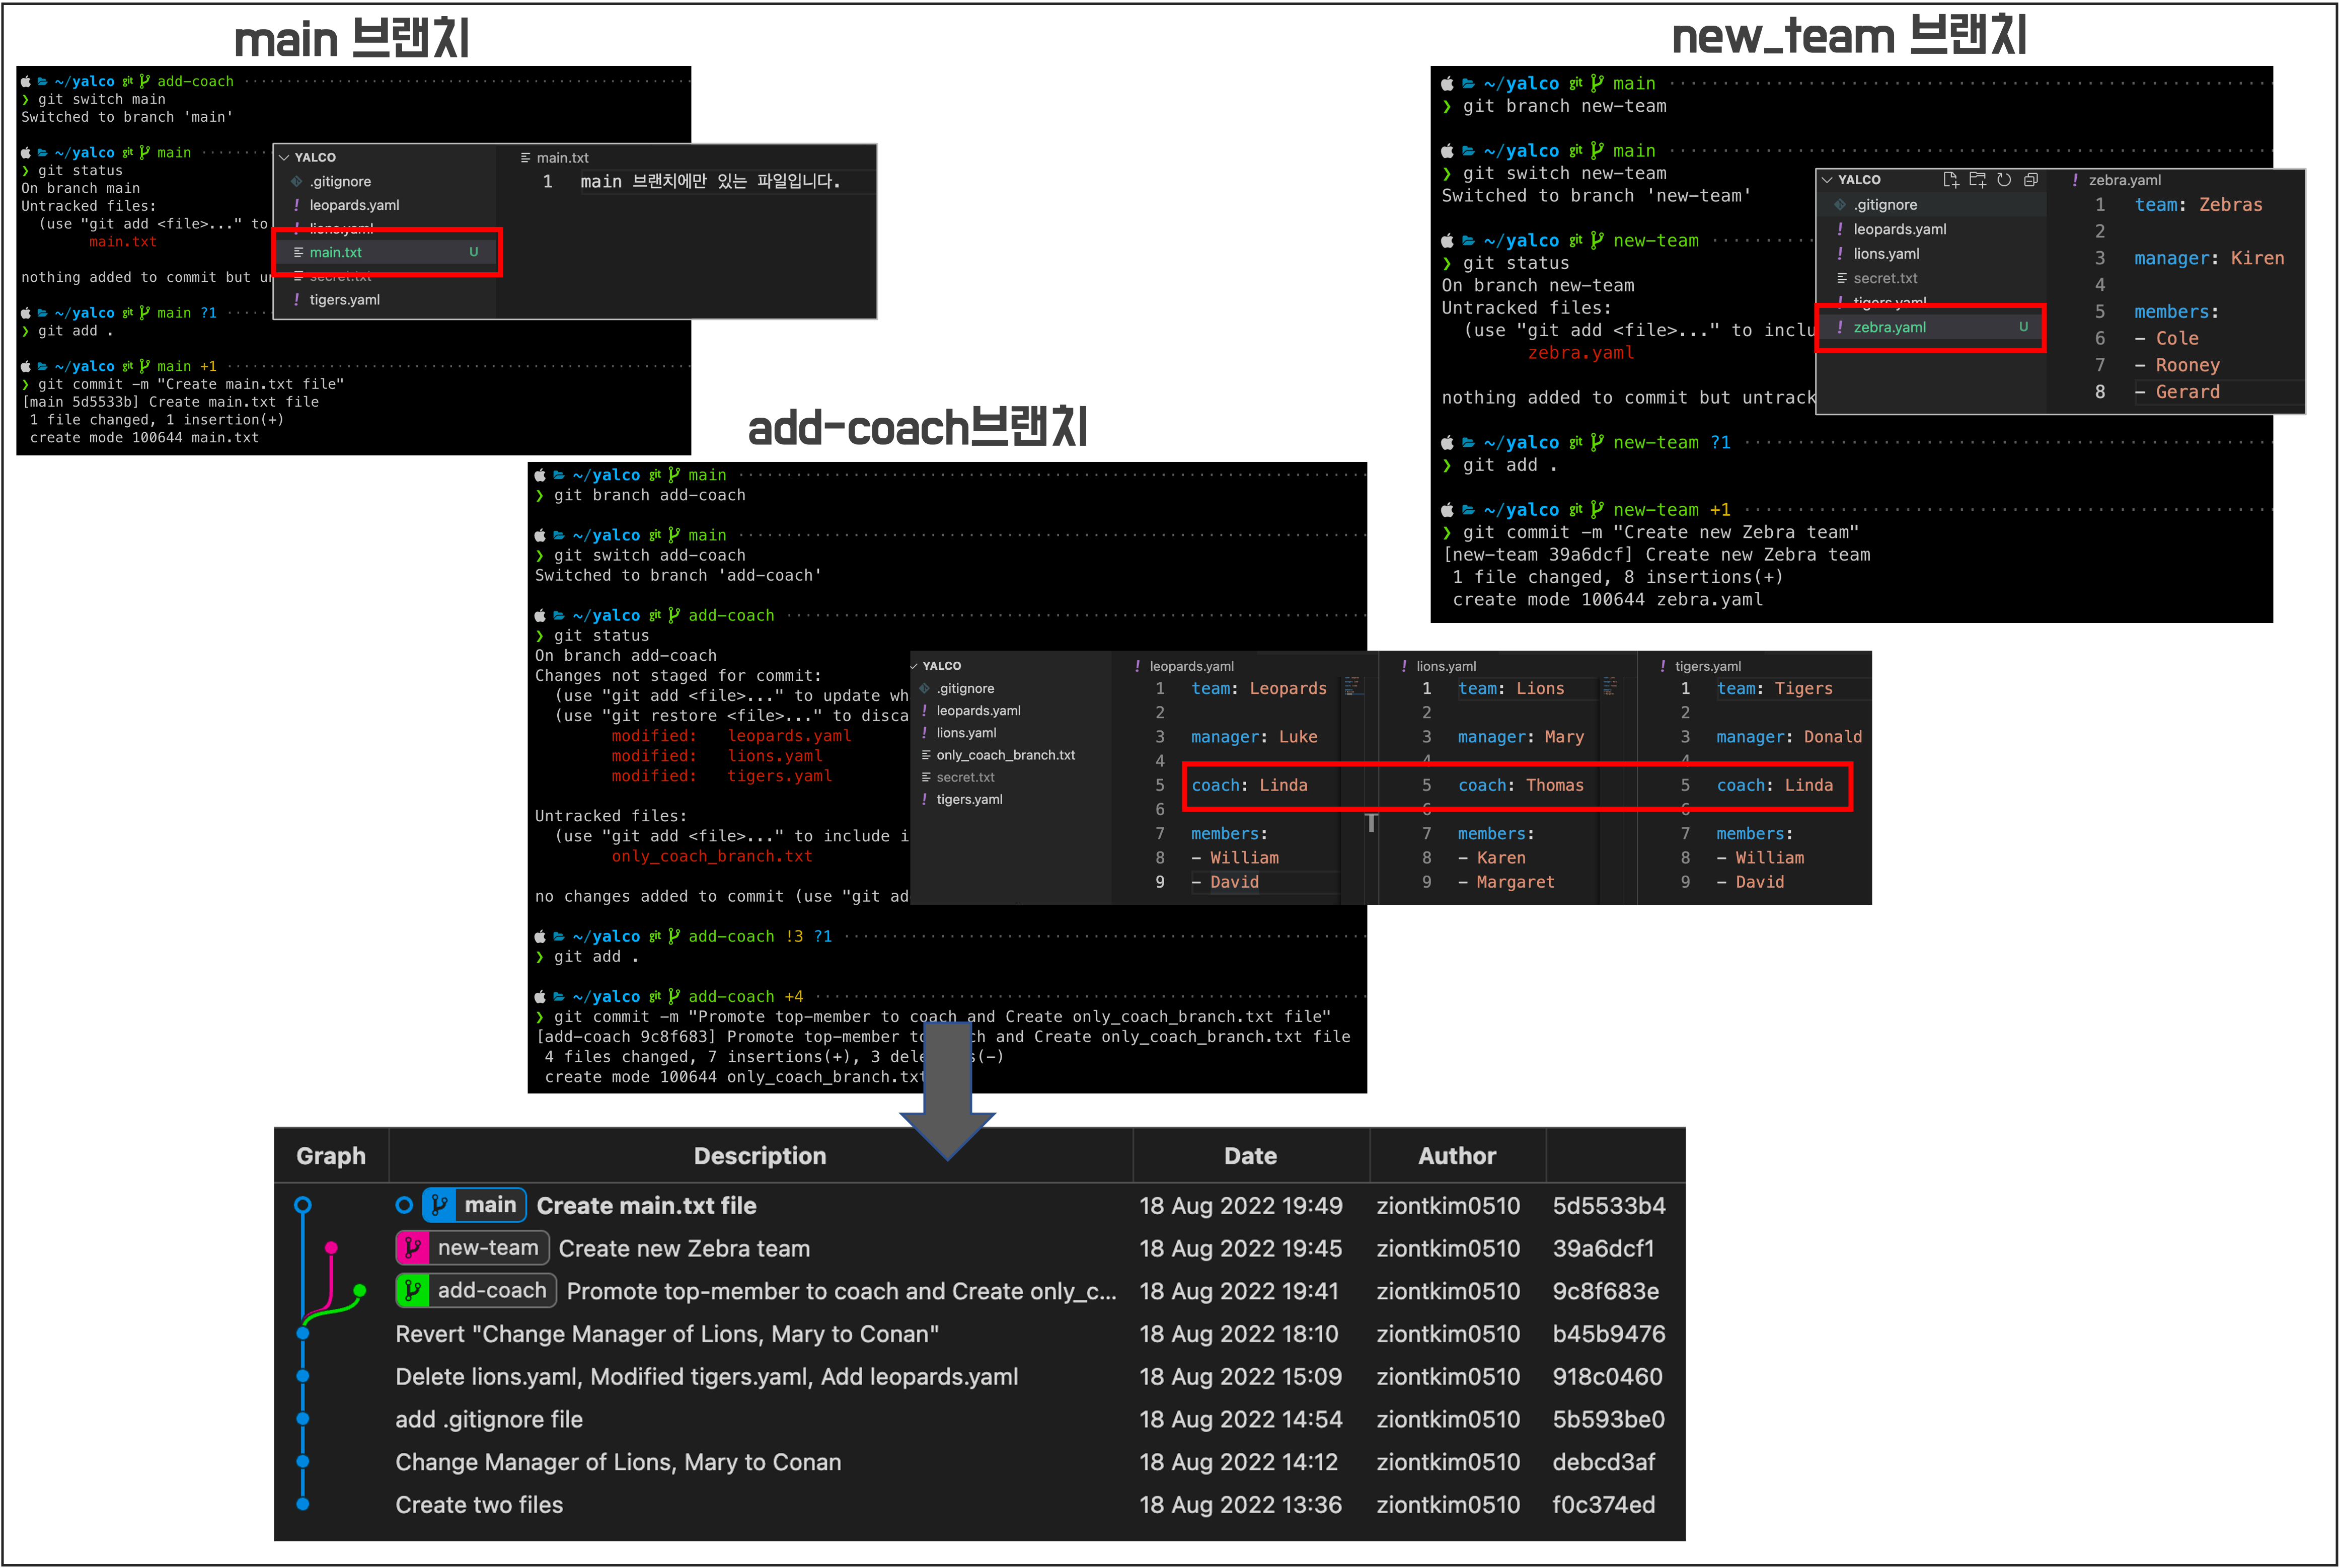 main 브랜치
~/yalco git add-coach
❯ git switch main
Switched to branch 'main'
~/yalco git main
❯ git status
On branch main
Untracked files:
(use "git add <file>..." to
main.txt
nothing added to commit but un
~/yalco git main ?1
❯ git add .
~/yalco git main +1
❯ git commit -m "Create main.txt file"
[main 5d5533b] Create main.txt file
1 file changed, 1 insertion(+)
create mode 100644 main.txt
YALCO
.gitignore
! leopards.yaml
! lions.yaml
main.txt U
secret.txt
! tigers.yaml
main.txt
1 main 브랜치에만 있는 파일입니다.
new_team 브랜치
~/yalco git main
❯ git branch new-team
~/yalco git main
❯ git switch new-team
Switched to branch 'new-team'
~/yalco git new-team
❯ git status
On branch new-team
Untracked files:
(use "git add <file>..." to inclu
zebra.yaml
nothing added to commit but untrack
~/yalco git new-team ?1
❯ git add .
~/yalco git new-team +1
❯ git commit -m "Create new Zebra team"
[new-team 39a6dcf] Create new Zebra team
1 file changed, 8 insertions(+)
create mode 100644 zebra.yaml
YALCO
.gitignore
! leopards.yaml
! lions.yaml
secret.txt
! tigers.yaml
! zebra.yaml U
! zebra.yaml
1 team: Zebras
2
3 manager: Kiren
4
5 members:
6 - Cole
7 - Rooney
8 - Gerard
add-coach브랜치
~/yalco git main
❯ git branch add-coach
~/yalco git main
❯ git switch add-coach
Switched to branch 'add-coach'
~/yalco git add-coach
❯ git status
On branch add-coach
Changes not staged for commit:
(use "git add <file>..." to update wh
(use "git restore <file>..." to disca
modified: leopards.yaml
modified: lions.yaml
modified: tigers.yaml
Untracked files:
(use "git add <file>..." to include i
only_coach_branch.txt
no changes added to commit (use "git ad
~/yalco git add-coach !3 ?1
❯ git add .
~/yalco git add-coach +4
❯ git commit -m "Promote top-member to coach and Create only_coach_branch.txt file"
[add-coach 9c8f683] Promote top-member to ch and Create only_coach_branch.txt file
4 files changed, 7 insertions(+), 3 dele s(-)
create mode 100644 only_coach_branch.txt
YALCO
.gitignore
! leopards.yaml
! lions.yaml
only_coach_branch.txt
secret.txt
! tigers.yaml
! leopards.yaml
1 team: Leopards
2
3 manager: Luke
4
5 coach: Linda
6
7 members:
8 - William
9 - David
! lions.yaml
1 team: Lions
2
3 manager: Mary
4
5 coach: Thomas
6
7 members:
8 - Karen
9 - Margaret
! tigers.yaml
1 team: Tigers
2
3 manager: Donald
4
5 coach: Linda
6
7 members:
8 - William
9 - David
Graph Description Date Author
main Create main.txt file 18 Aug 2022 19:49 ziontkim0510 5d5533b4
new-team Create new Zebra team 18 Aug 2022 19:45 ziontkim0510 39a6dcf1
add-coach Promote top-member to coach and Create only_c... 18 Aug 2022 19:41 ziontkim0510 9c8f683e
Revert "Change Manager of Lions, Mary to Conan" 18 Aug 2022 18:10 ziontkim0510 b45b9476
Delete lions.yaml, Modified tigers.yaml, Add leopards.yaml 18 Aug 2022 15:09 ziontkim0510 918c0460
add .gitignore file 18 Aug 2022 14:54 ziontkim0510 5b593be0
Change Manager of Lions, Mary to Conan 18 Aug 2022 14:12 ziontkim0510 debcd3af
Create two files 18 Aug 2022 13:36 ziontkim0510 f0c374ed